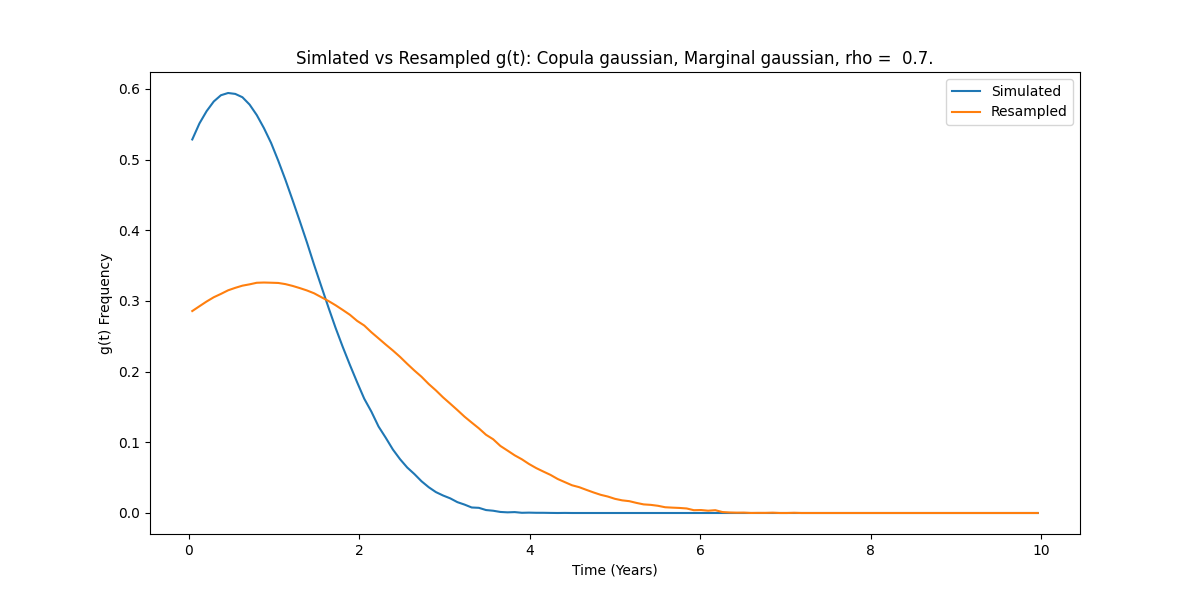 Simlated vs Resampled g(t): Copula gaussian, Marginal gaussian, rho =  0.7.
Simulated
Resampled
g(t) Frequency
0.6
0.5
0.4
0.3
0.2
0.1
0.0
0
2
4
6
8
10
Time (Years)